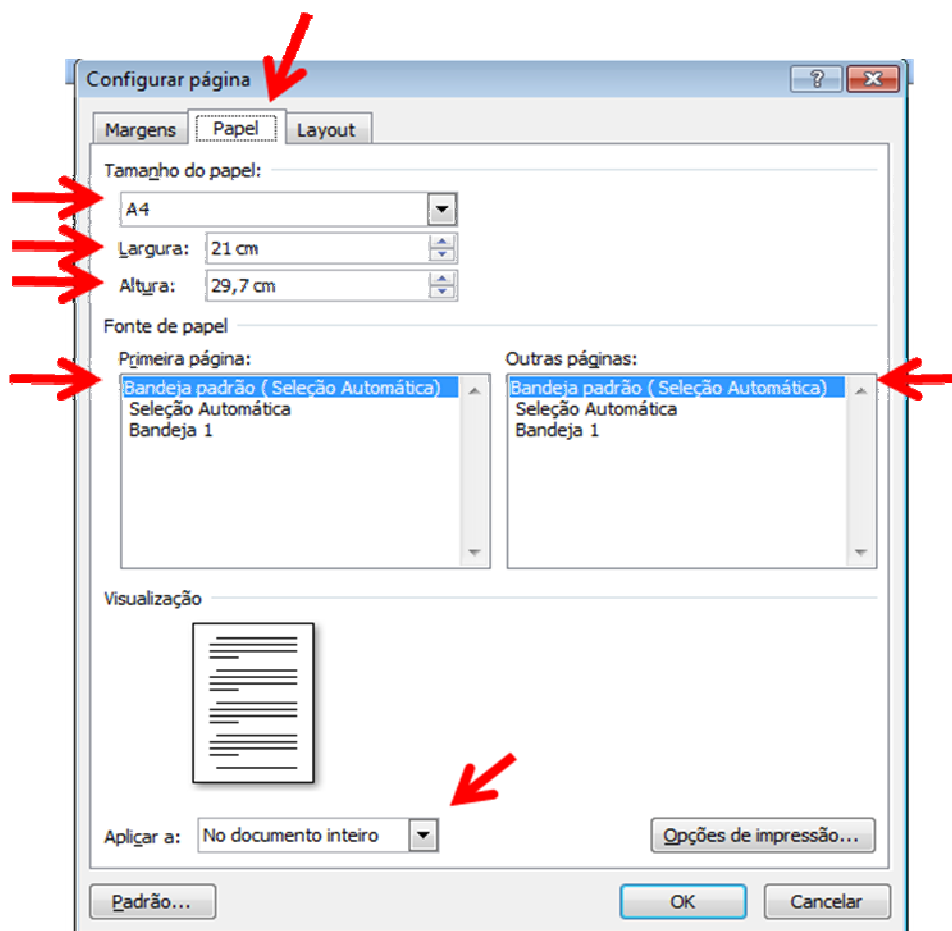 Configurar página
Margens Papel Layout
Tamanho do papel:
A4
Largura: 21 cm
Altura: 29,7 cm
Fonte de papel
Primeira página: Outras páginas:
Bandeja padrão ( Seleção Automática) Bandeja padrão ( Seleção Automática)
Seleção Automática Seleção Automática
Bandeja 1 Bandeja 1
Visualização
Aplicar a: No documento inteiro Opções de impressão...
Padrão... OK Cancelar